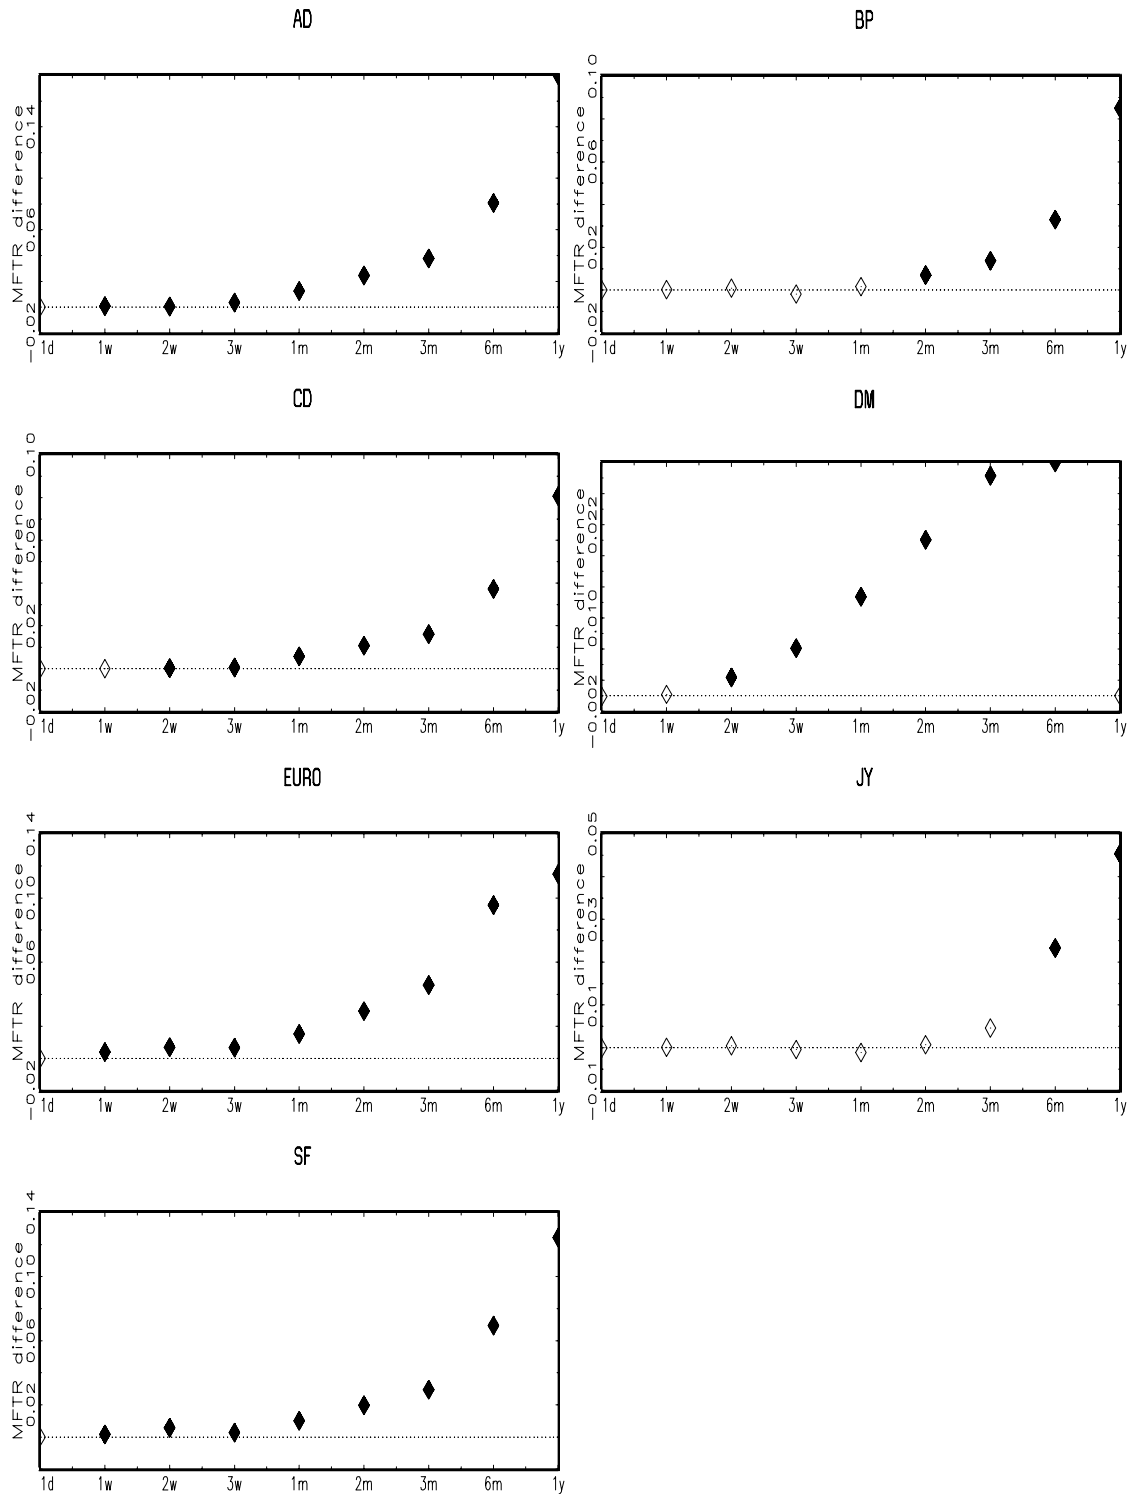 AD
MFTR difference
−0.02 0.06 0.14
1d 1w 2w 3w 1m 2m 3m 6m 1y
BP
MFTR difference
−0.02 0.02 0.06 0.10
1d 1w 2w 3w 1m 2m 3m 6m 1y
CD
MFTR difference
−0.02 0.02 0.06 0.10
1d 1w 2w 3w 1m 2m 3m 6m 1y
DM
MFTR difference
−0.002 0.010 0.022
1d 1w 2w 3w 1m 2m 3m 6m 1y
EURO
MFTR difference
−0.02 0.06 0.10 0.14
1d 1w 2w 3w 1m 2m 3m 6m 1y
JY
MFTR difference
−0.01 0.01 0.03 0.05
1d 1w 2w 3w 1m 2m 3m 6m 1y
SF
MFTR difference
0.02 0.06 0.10 0.14
1d 1w 2w 3w 1m 2m 3m 6m 1y